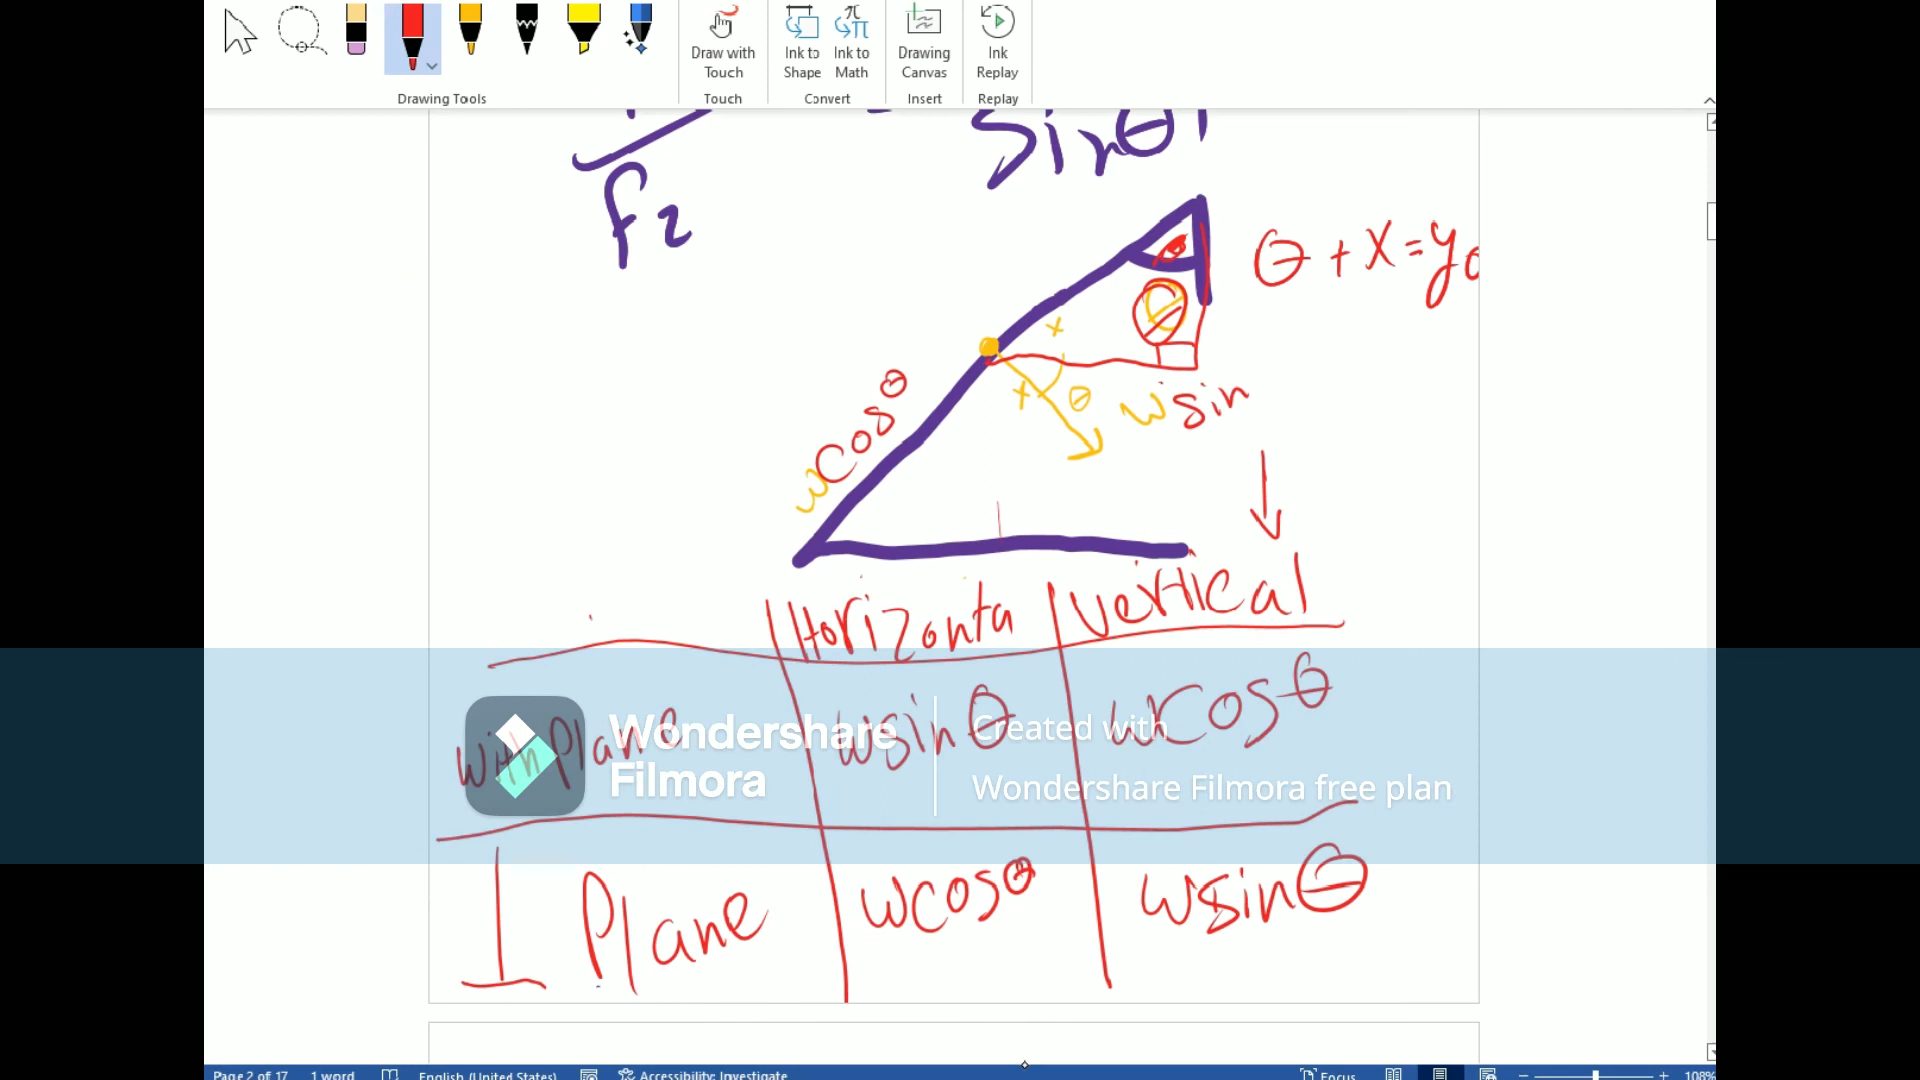 Draw with Touch
Ink to Shape
Ink to Math
Drawing Canvas
Ink Replay
Drawing Tools
Touch
Convert
Insert
Replay
F2
sinθ1
θ + x = 90
x
θ
x θ
wcosθ
wsin
Horizonta vertical
with Plane wsinθ wcosθ
⊥ Plane wcosθ wsinθ
Wondershare Filmora
Created with
Wondershare Filmora free plan
Page 2 of 17 1 word English (United States) Accessibility: Investigate Focus 108%